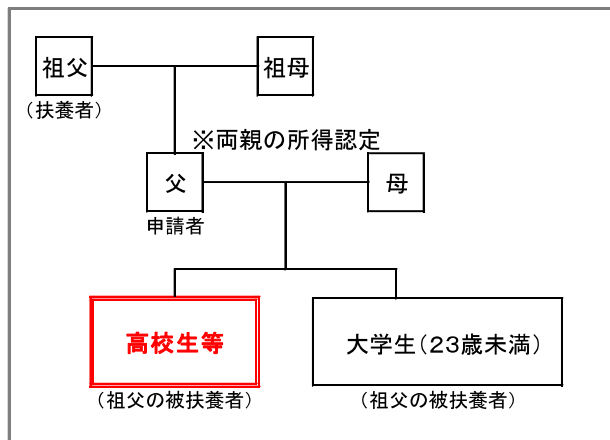 祖父
祖母
（扶養者）
※両親の所得認定
父
母
申請者
高校生等
大学生（２３歳未満）
（祖父の被扶養者）
（祖父の被扶養者）